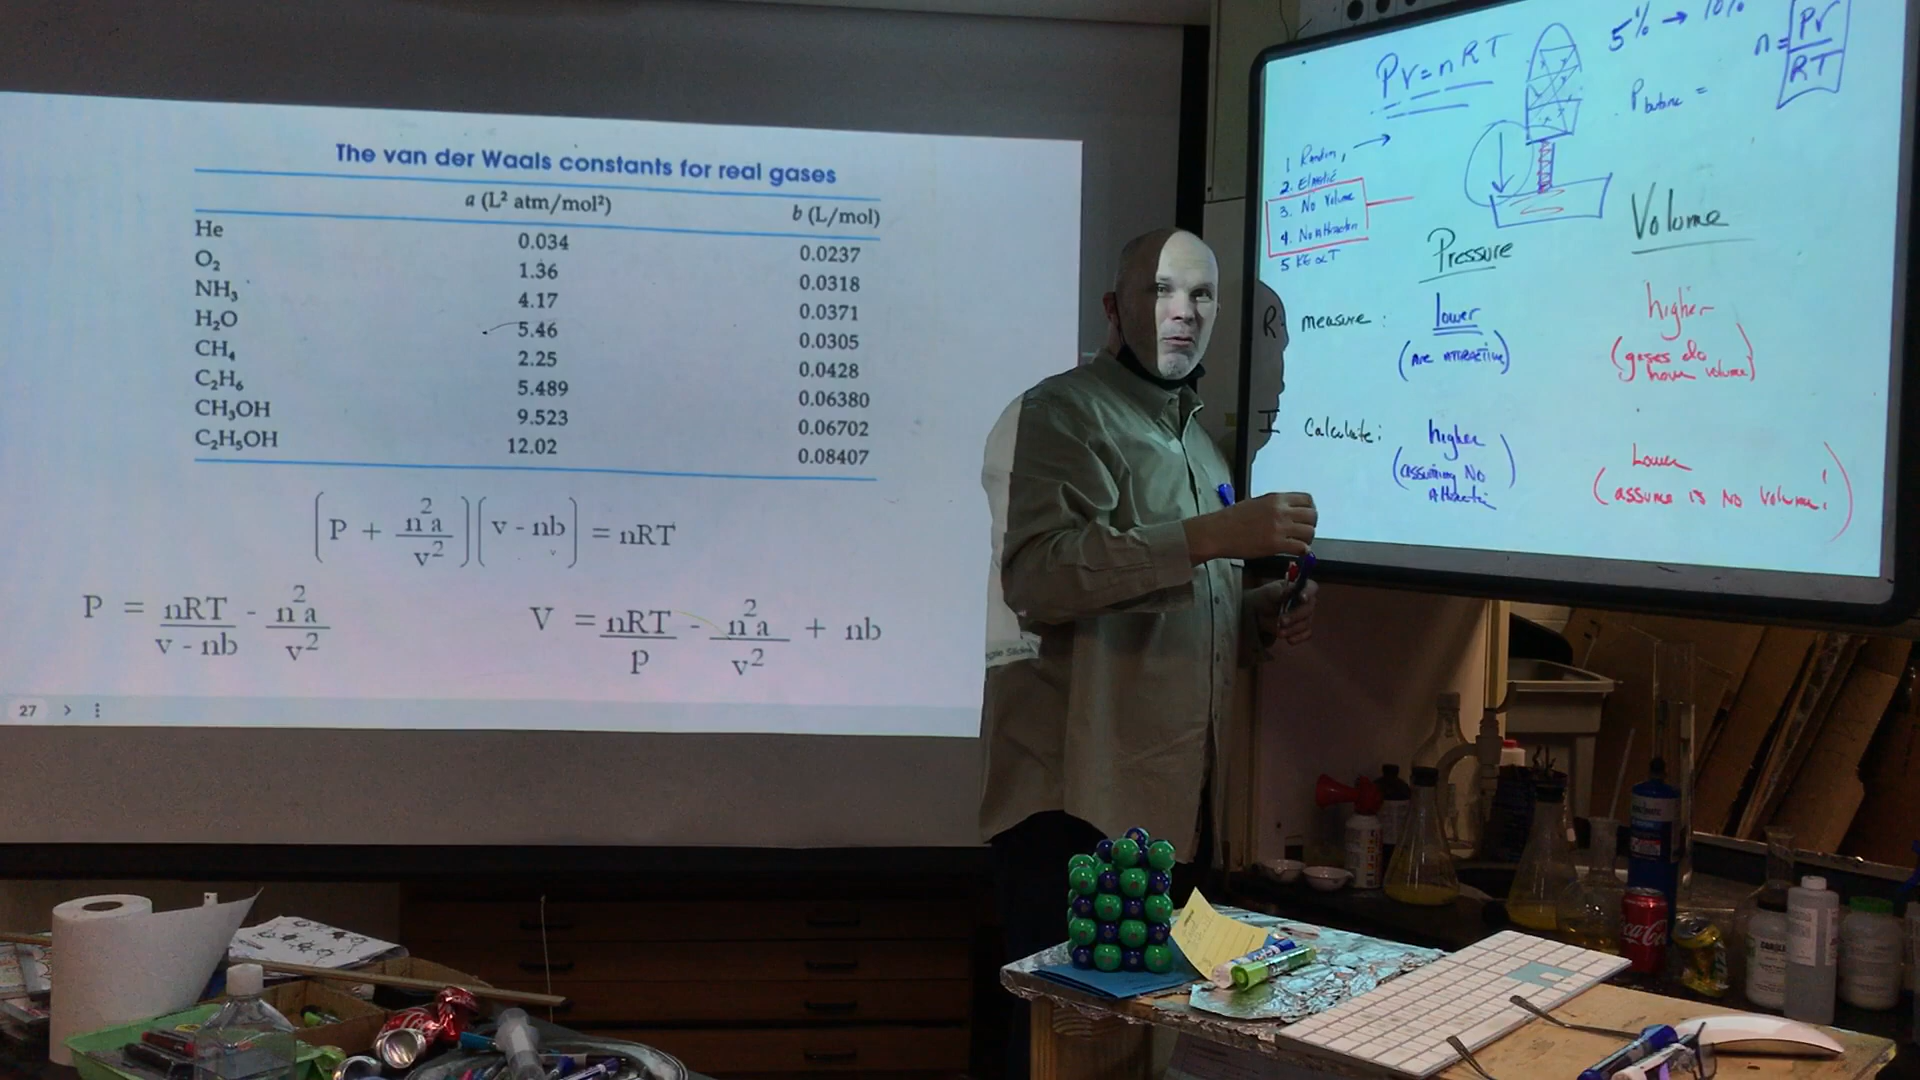 The van der Waals constants for real gases
a (L² atm/mol²) b (L/mol)
He 0.034 0.0237
O₂ 1.36 0.0318
NH₃ 4.17 0.0371
H₂O 5.46 0.0305
CH₄ 2.25 0.0428
C₂H₆ 5.489 0.06380
CH₃OH 9.523 0.06702
C₂H₅OH 12.02 0.08407
(P + n²a/v²)(v - nb) = nRT
P = nRT/v - nb - n²a/v²
V = nRT/p - n²a/v² + nb
27
PV = nRT
5% → 10%
n = PV/RT
P butane =
1 Random, →
2. Elastic
3. No Volume
4. No Attraction
5 KE α T
Pressure Volume
R measure: lower higher
(Are ATTRACTIVE) (gases do
have volume)
I Calculate: higher Lower
(assuming No (assume is No Volume!)
Attractio
Coca-Cola